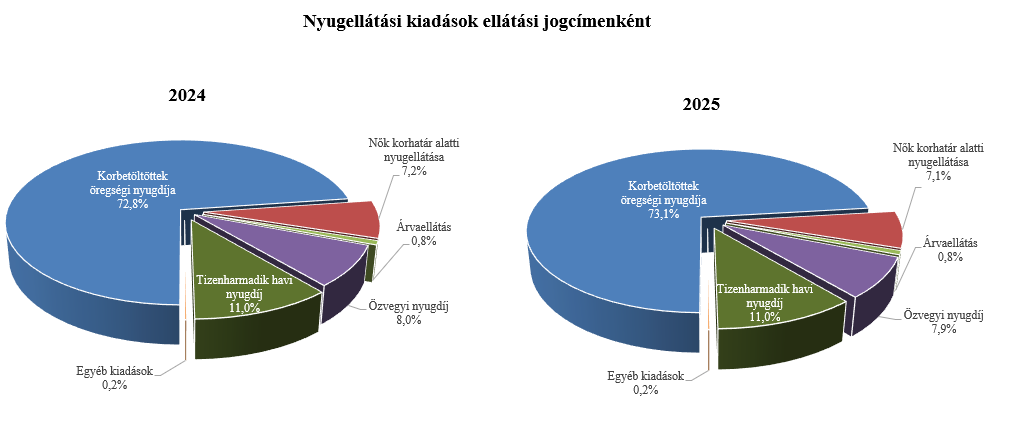 Nyugellátási kiadások ellátási jogcímenként
2024
Korbetöltöttek
öregségi nyugdíja
72,8%
Nők korhatár alatti
nyugellátása
7,2%
Árvaellátás
0,8%
Özvegyi nyugdíj
8,0%
Tizenharmadik havi
nyugdíj
11,0%
Egyéb kiadások
0,2%
2025
Korbetöltöttek
öregségi nyugdíja
73,1%
Nők korhatár alatti
nyugellátása
7,1%
Árvaellátás
0,8%
Özvegyi nyugdíj
7,9%
Tizenharmadik havi
nyugdíj
11,0%
Egyéb kiadások
0,2%